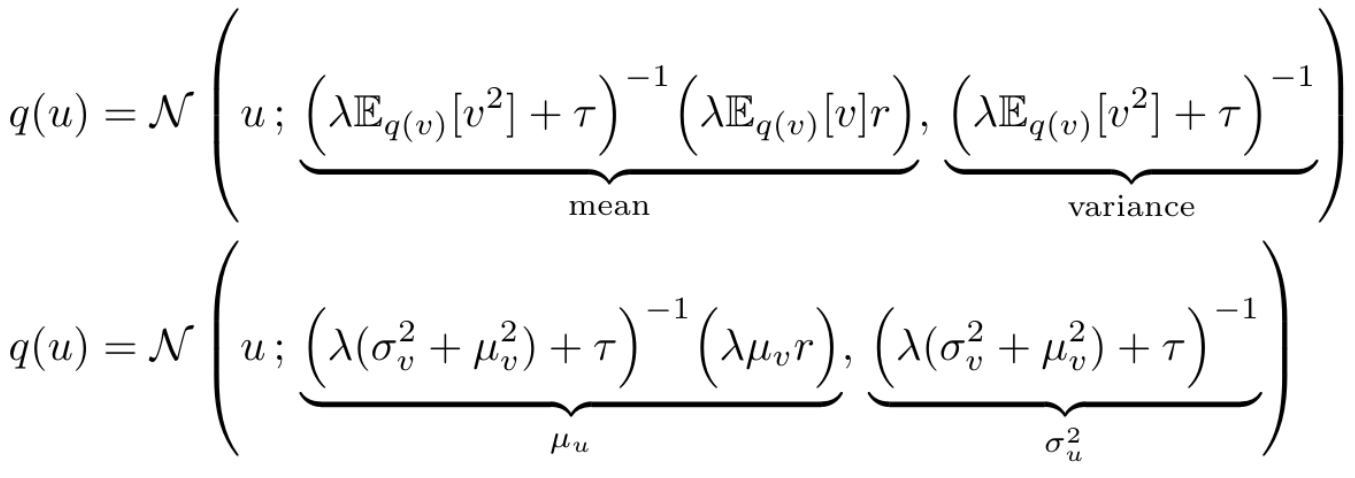 q(u) = 𝒩 ( u ; (λ𝔼_{q(v)}[v²] + τ)⁻¹ (λ𝔼_{q(v)}[v]r), (λ𝔼_{q(v)}[v²] + τ)⁻¹ )
mean variance
q(u) = 𝒩 ( u ; (λ(σ_v² + μ_v²) + τ)⁻¹ (λμ_v r), (λ(σ_v² + μ_v²) + τ)⁻¹ )
μ_u σ_u²